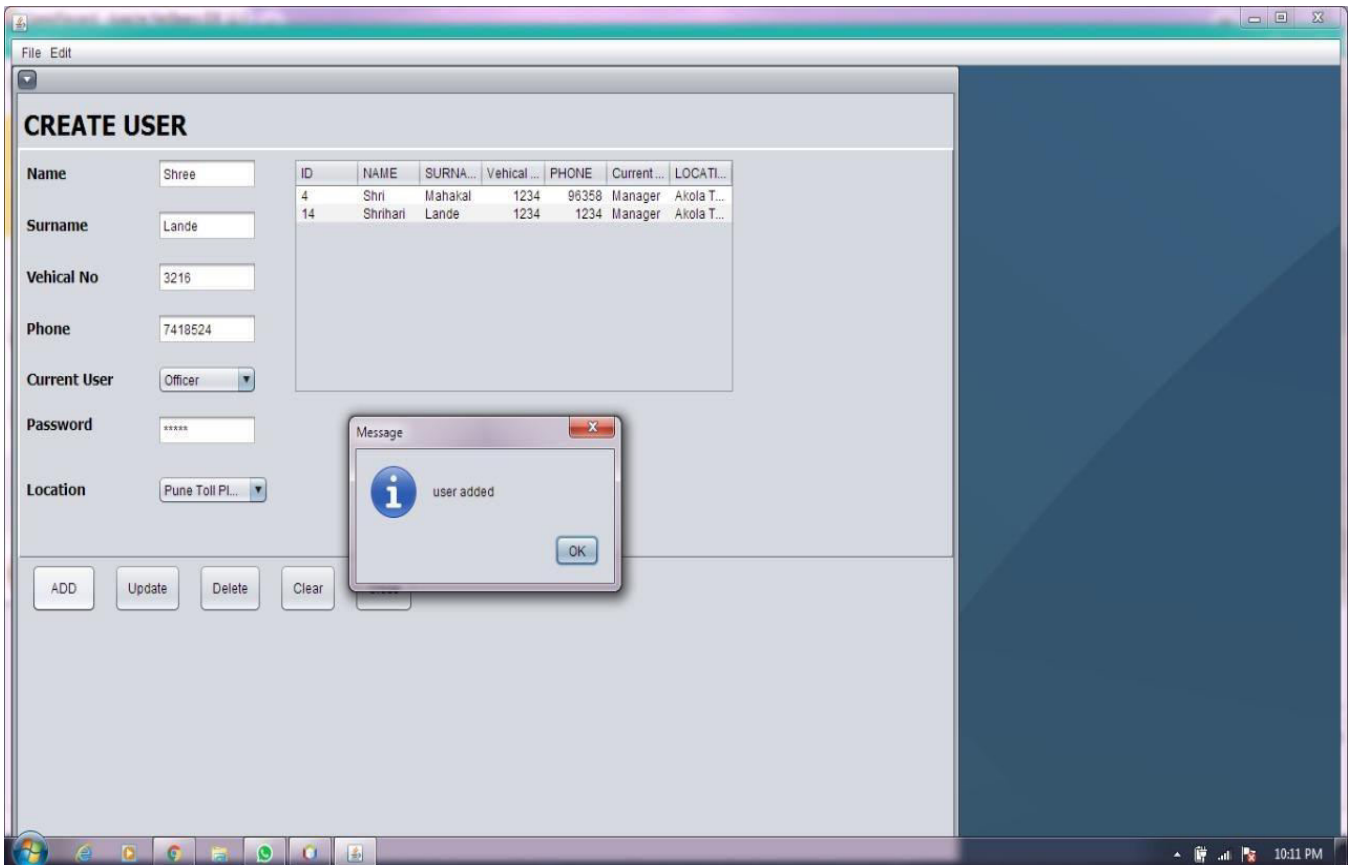 File Edit
CREATE USER
Name Shree
Surname Lande
Vehical No 3216
Phone 7418524
Current User Officer
Password *****
Location Pune Toll Pl...
ID NAME SURNA... Vehical ... PHONE Current ... LOCATI...
4 Shri Mahakal 1234 96358 Manager Akola T...
14 Shrihari Lande 1234 1234 Manager Akola T...
Message
user added
OK
ADD Update Delete Clear
10:11 PM